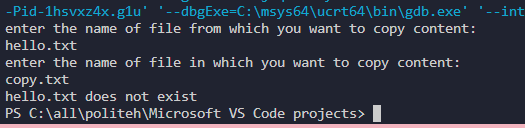 -Pid-1hsvxz4x.g1u' '--dbgExe=C:\msys64\ucrt64\bin\gdb.exe' '--int
enter the name of file from which you want to copy content:
hello.txt
enter the name of file in which you want to copy content:
copy.txt
hello.txt does not exist
PS C:\all\politeh\Microsoft VS Code projects>